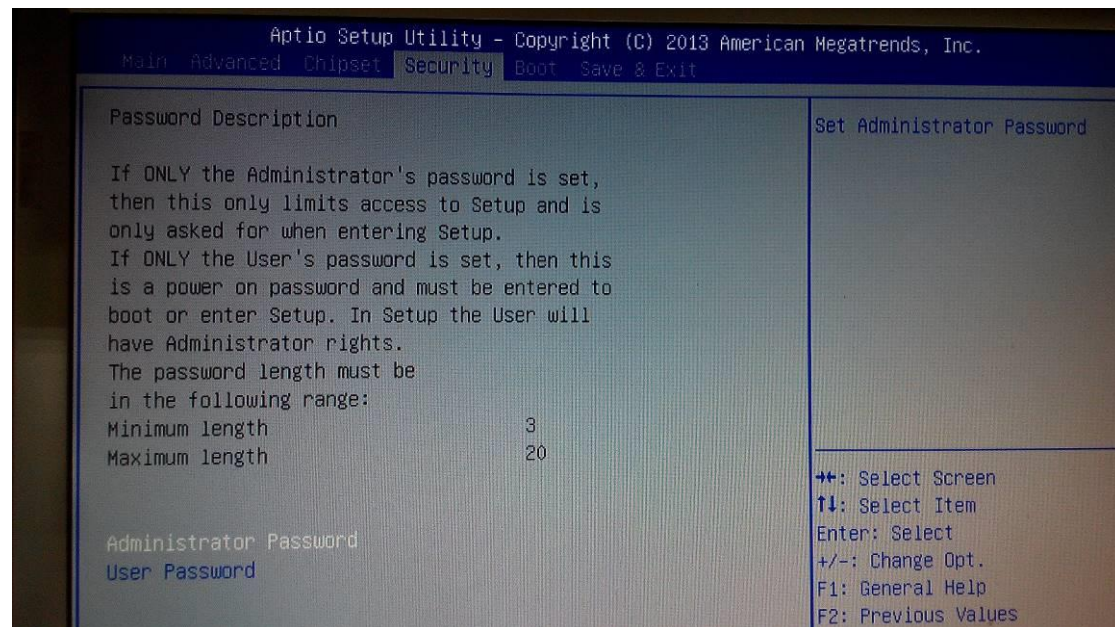 Aptio Setup Utility – Copyright (C) 2013 American Megatrends, Inc.
Main Advanced Chipset Security Boot Save & Exit
Password Description
If ONLY the Administrator's password is set,
then this only limits access to Setup and is
only asked for when entering Setup.
If ONLY the User's password is set, then this
is a power on password and must be entered to
boot or enter Setup. In Setup the User will
have Administrator rights.
The password length must be
in the following range:
Minimum length 3
Maximum length 20
Administrator Password
User Password
Set Administrator Password
→←: Select Screen
↑↓: Select Item
Enter: Select
+/-: Change Opt.
F1: General Help
F2: Previous Values